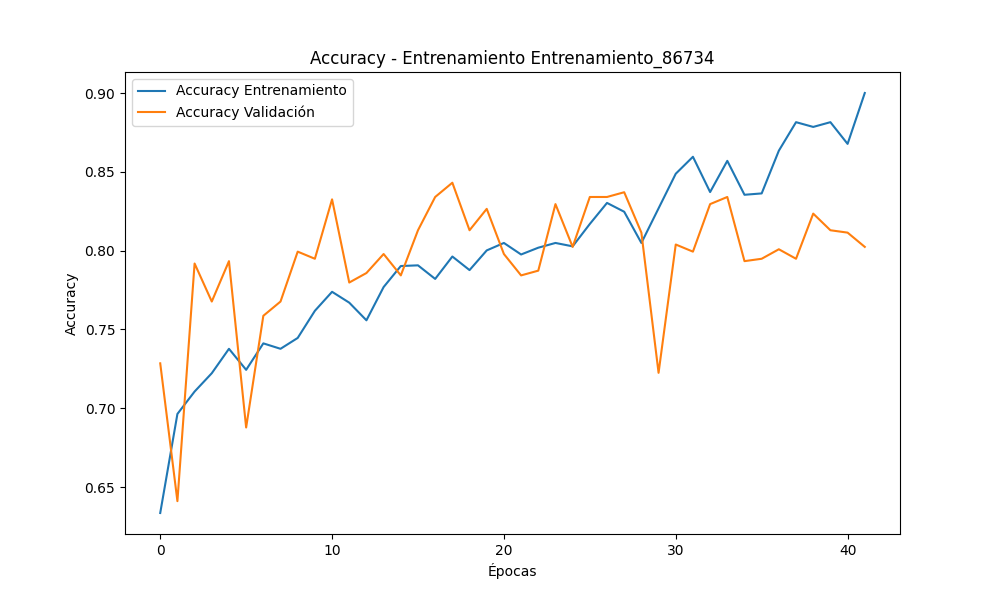 Accuracy - Entrenamiento Entrenamiento_86734
Accuracy Entrenamiento
Accuracy Validación
0.90
0.85
0.80
0.75
0.70
0.65
Accuracy
0 10 20 30 40
Épocas